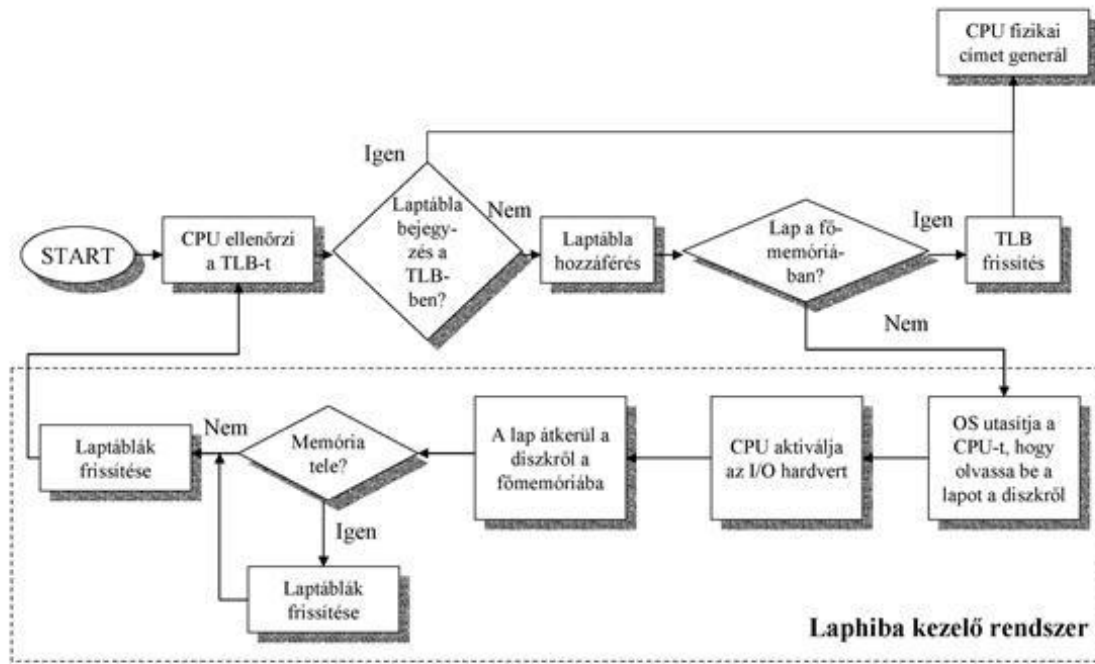 CPU fizikai
címet generál
Igen
Laptábla
bejegy-
zés a
TLB-
ben?
Nem
START
CPU ellenőrzi
a TLB-t
Laptábla
hozzáférés
Lap a fő-
memóriá-
ban?
Igen
TLB
frissítés
Nem
Laptáblák
frissítése
Nem
Memória
tele?
Igen
Laptáblák
frissítése
A lap átkerül a
diszkről a
főmemóriába
CPU aktiválja
az I/O hardvert
OS utasítja a
CPU-t, hogy
olvassa be a
lapot a diszkről
Laphiba kezelő rendszer